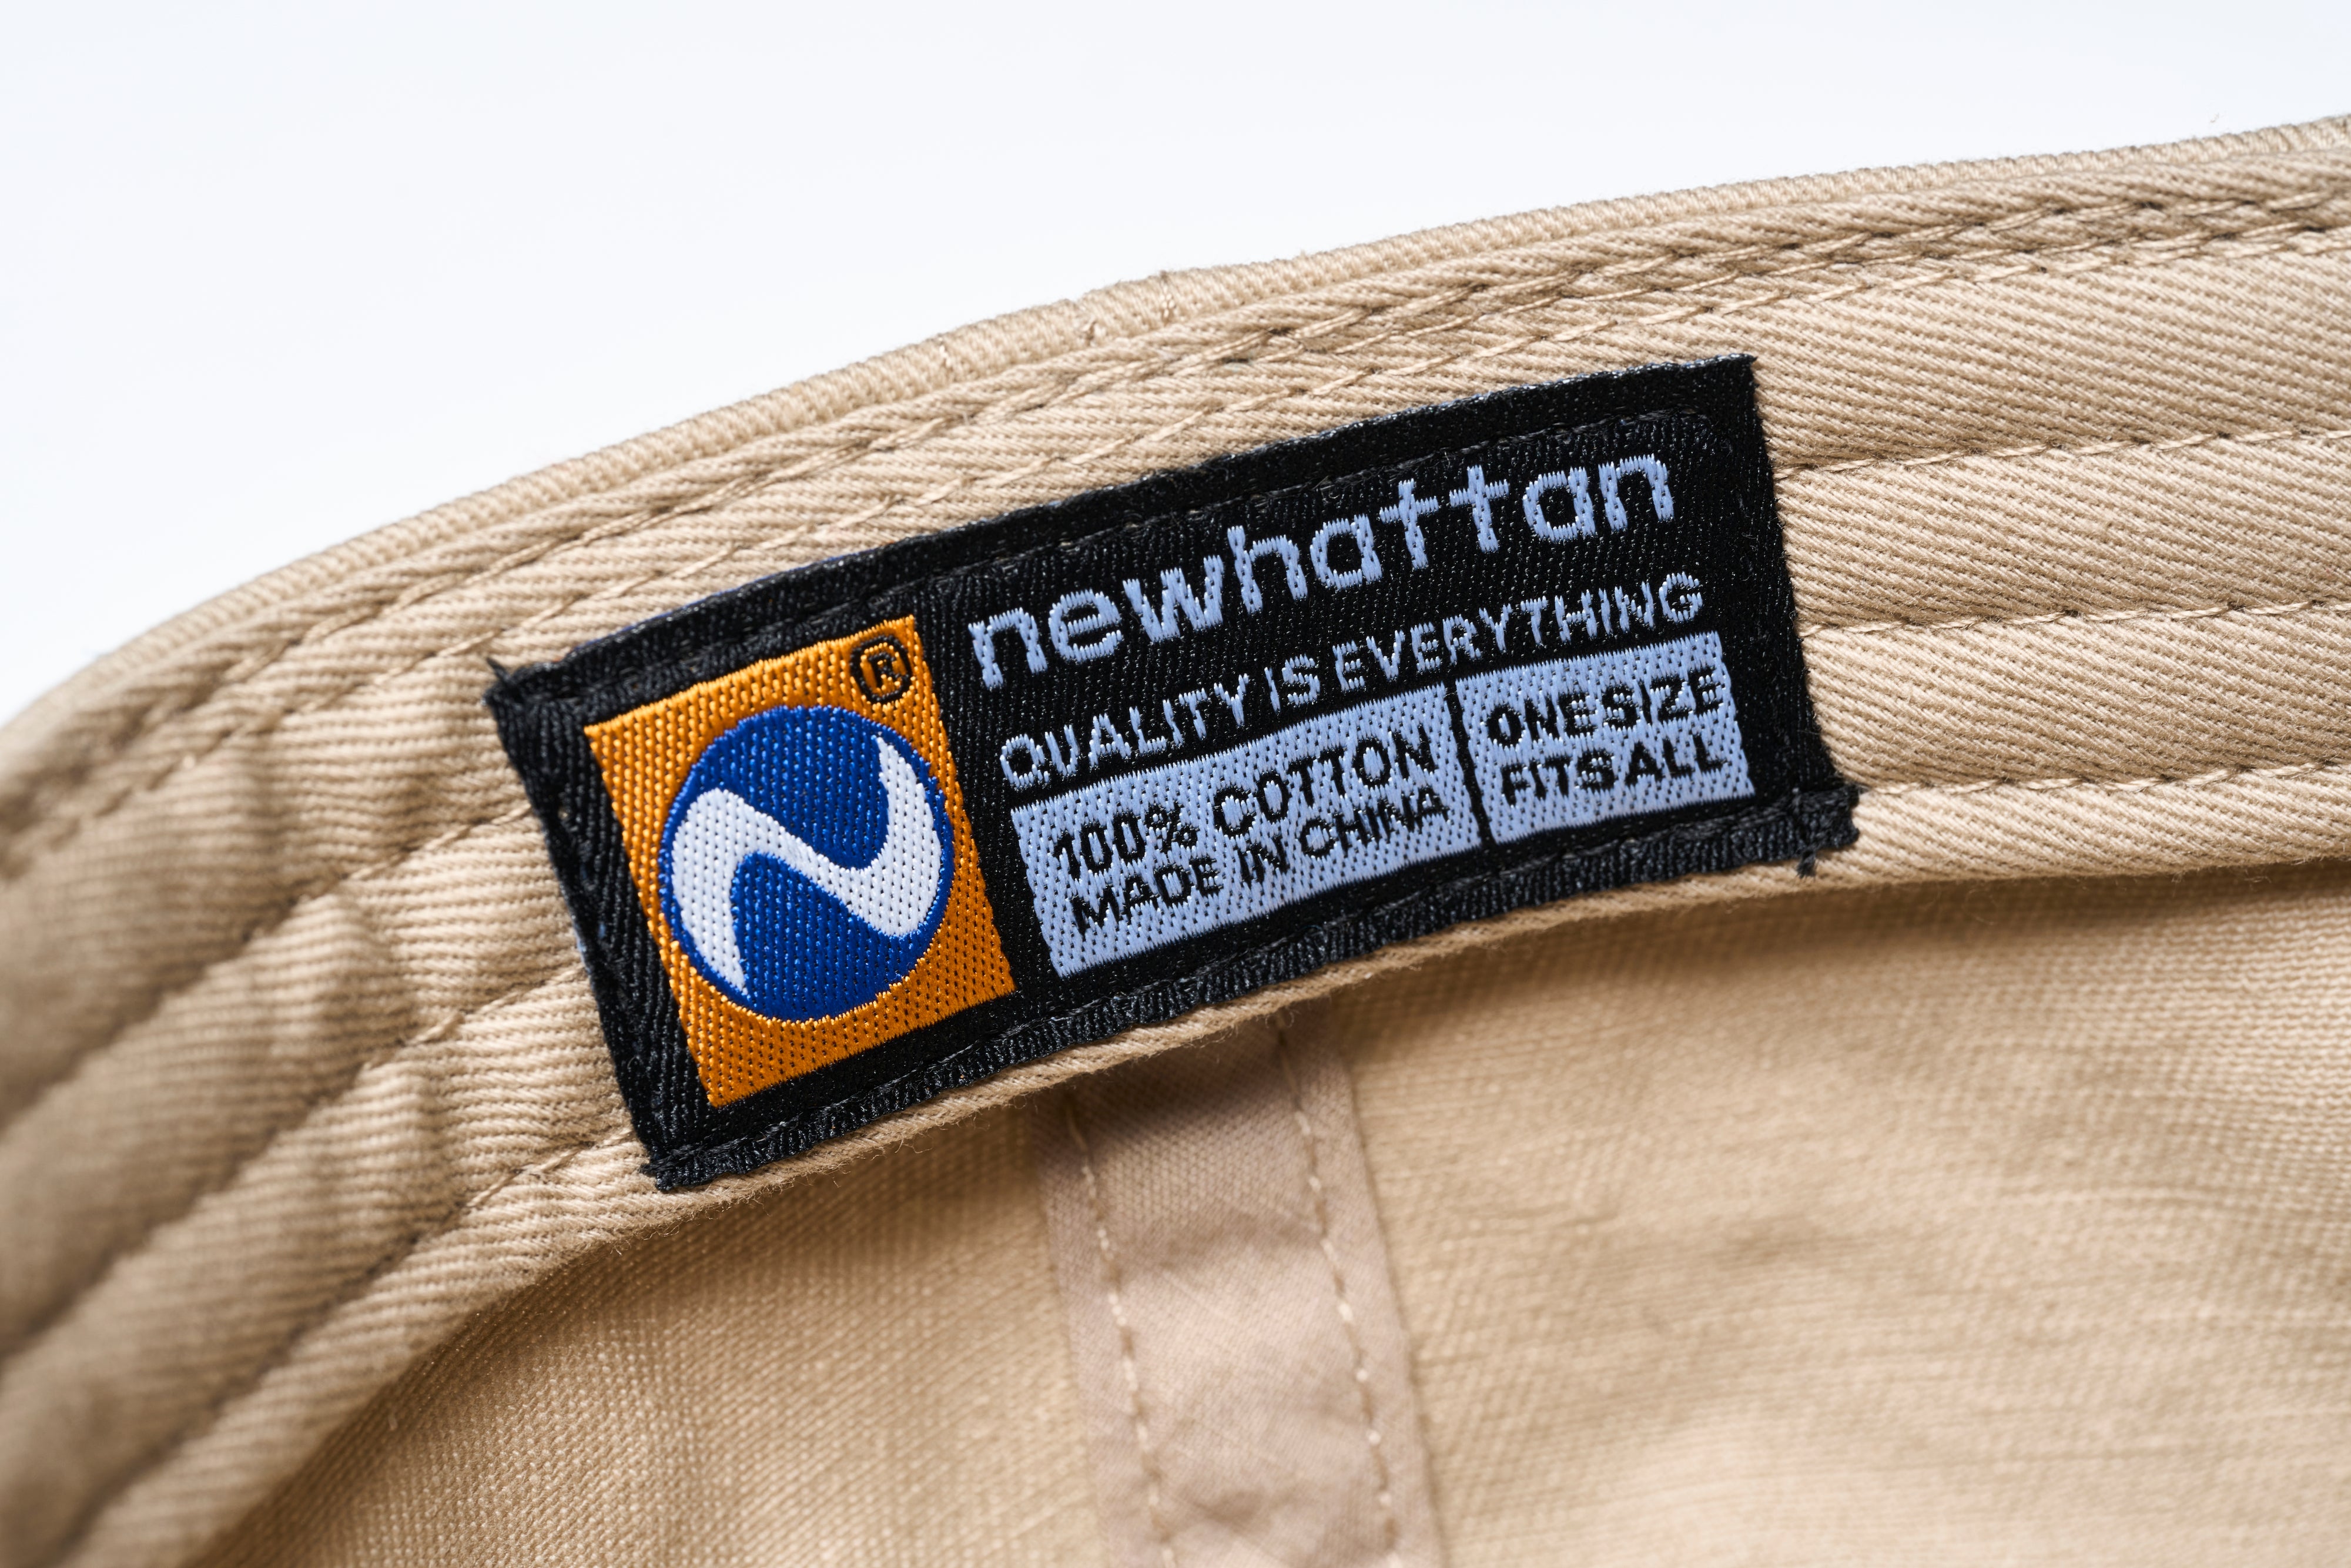 ®
newhattan
QUALITY IS EVERYTHING
100% COTTON
MADE IN CHINA
ONE SIZE
FITS ALL